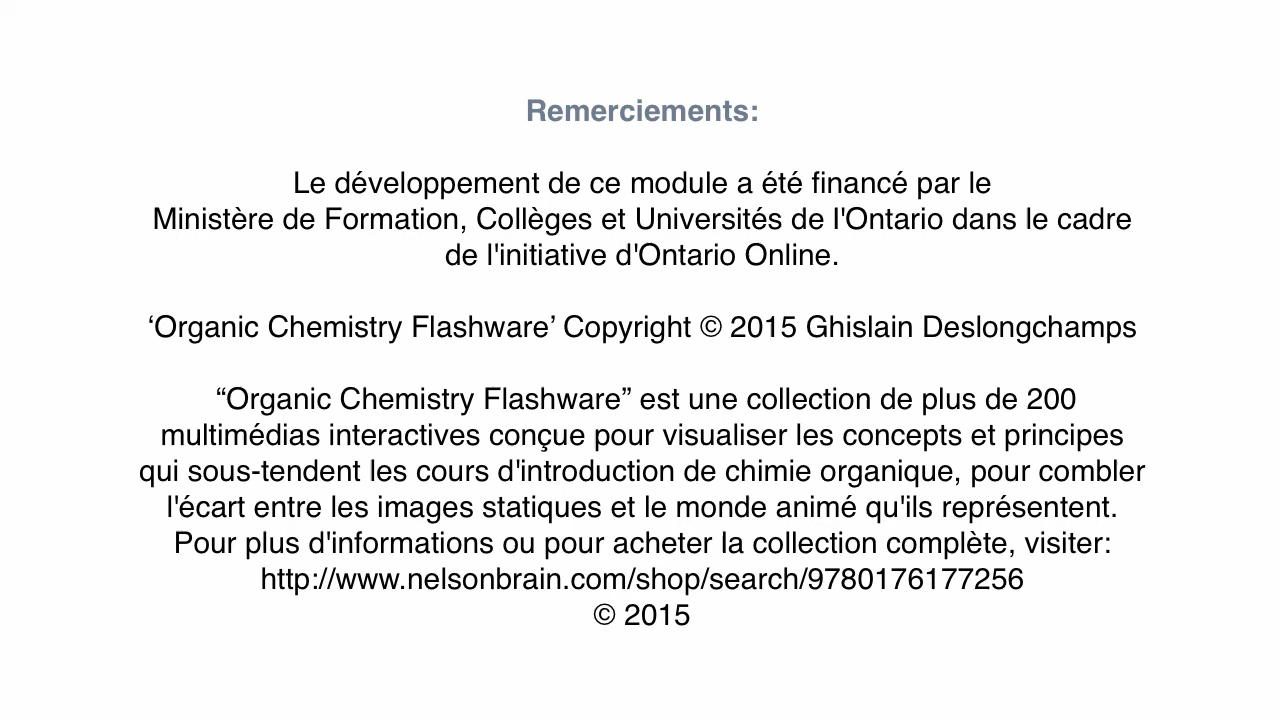 Remerciements:
Le développement de ce module a été financé par le
Ministère de Formation, Collèges et Universités de l'Ontario dans le cadre
de l'initiative d'Ontario Online.
‘Organic Chemistry Flashware’ Copyright © 2015 Ghislain Deslongchamps
“Organic Chemistry Flashware” est une collection de plus de 200
multimédias interactives conçue pour visualiser les concepts et principes
qui sous-tendent les cours d'introduction de chimie organique, pour combler
l'écart entre les images statiques et le monde animé qu'ils représentent.
Pour plus d'informations ou pour acheter la collection complète, visiter:
http://www.nelsonbrain.com/shop/search/9780176177256
© 2015